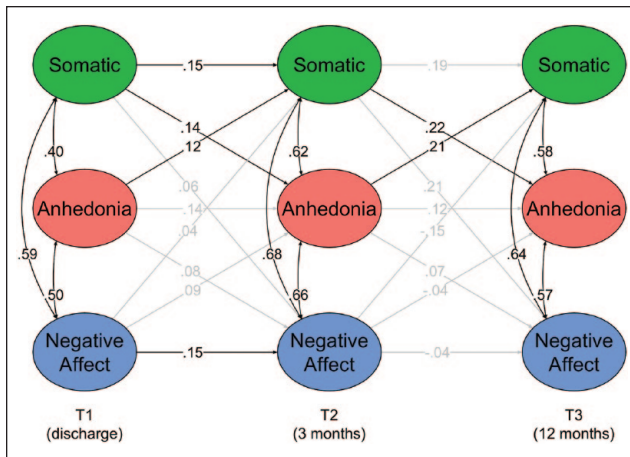 Somatic .15 Somatic .19 Somatic
.14 .22
.12 .21
.40 .62 .58
.06 .21
Anhedonia .14 Anhedonia .12 Anhedonia
.04 -.15
.59 .68 .64
.08 .07
.09 -.04
.50 .66 .57
Negative Negative Negative
Affect .15 Affect -.04 Affect
T1 T2 T3
(discharge) (3 months) (12 months)